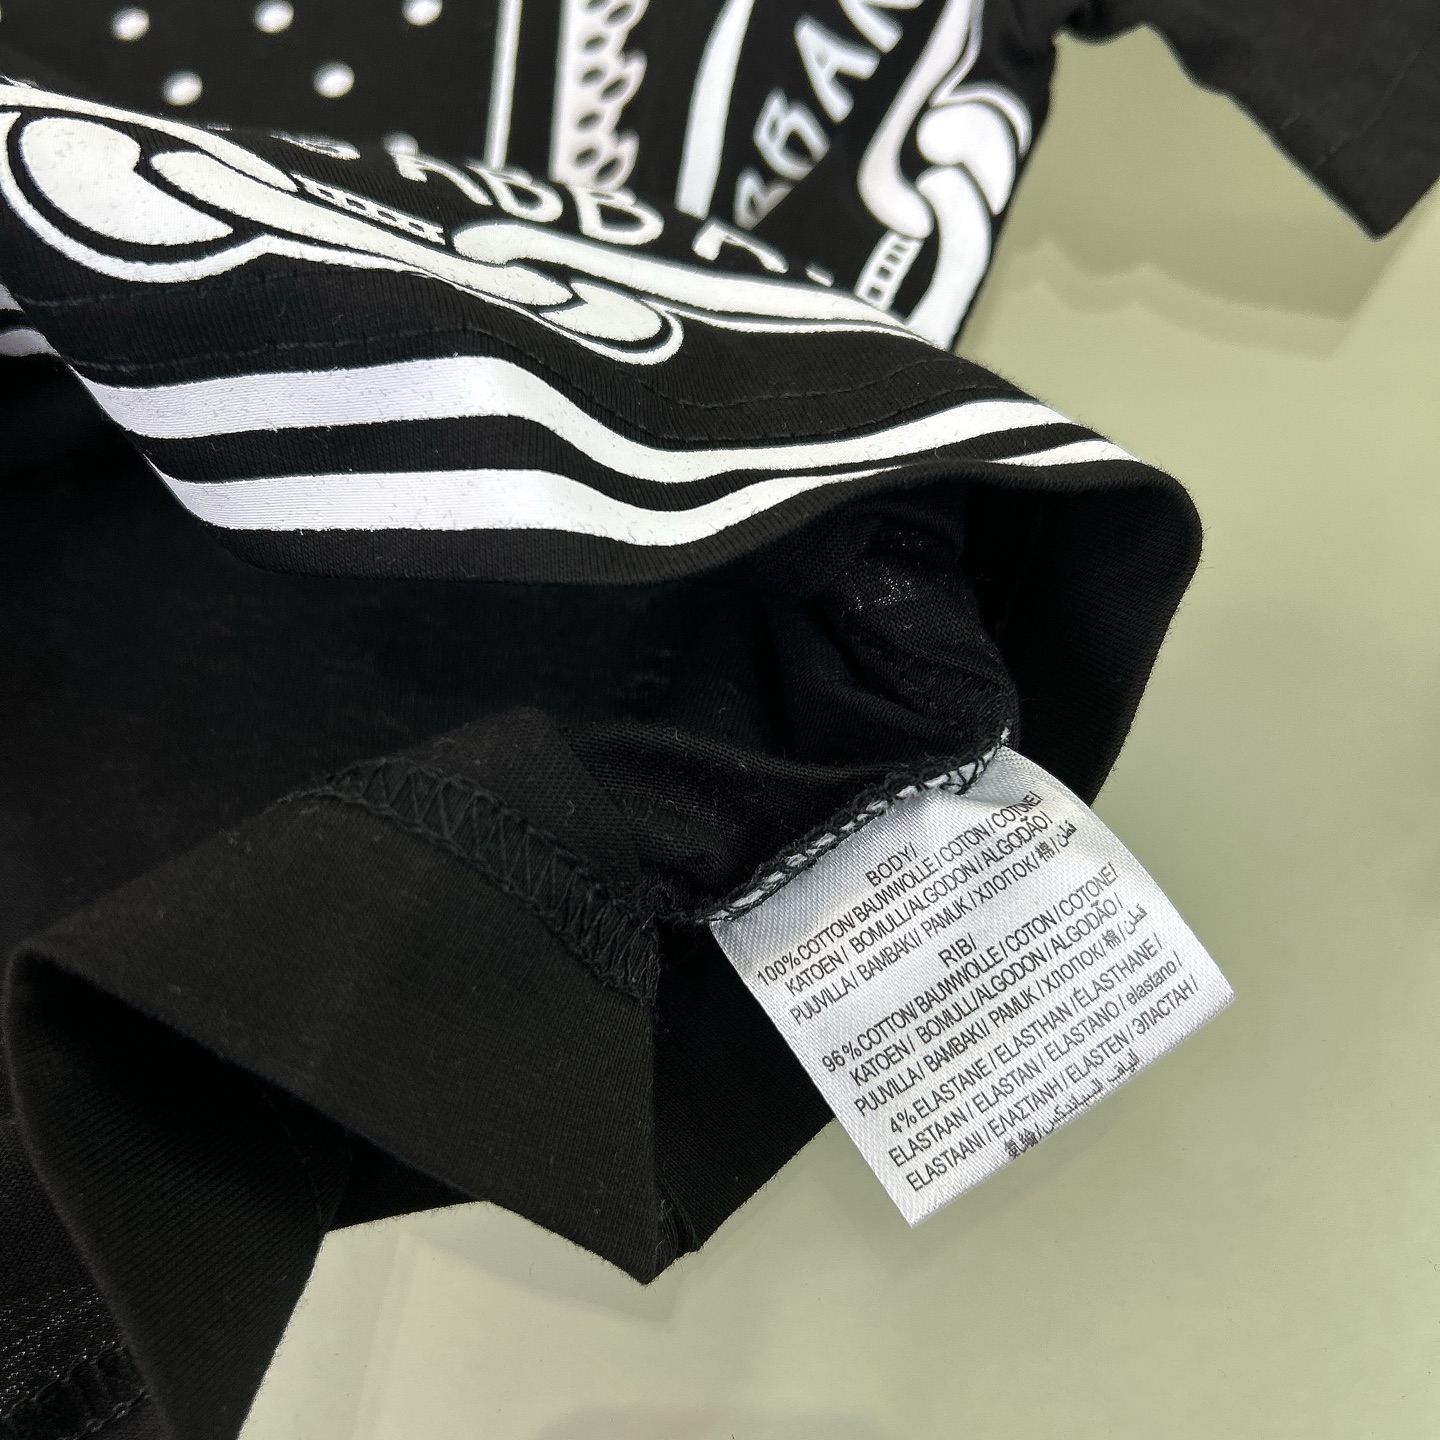 BRAN
BODY/
100% COTTON/ BAUMWOLLE / COTON / COTONE/
KATOEN / BOMULL/ALGODON / ALGODÃO /
PUUVILLA / BAMBAKI / PAMUK / ХЛОПОК/ 棉 / قطن /
RIB/
96 % COTTON/ BAUMWOLLE / COTON / COTONE/
KATOEN / BOMULL/ALGODON / ALGODÃO /
PUUVILLA / BAMBAKI/ PAMUK / ХЛОПОК/ 棉/ قطن /
4% ELASTANE / ELASTHAN / ÉLASTHANE /
ELASTAAN / ELASTAN / ELASTANO / elastano /
ELASTAANI / ΕΛΑΣΤΑΝΗ / ELASTEN / ЭЛАСТАН /